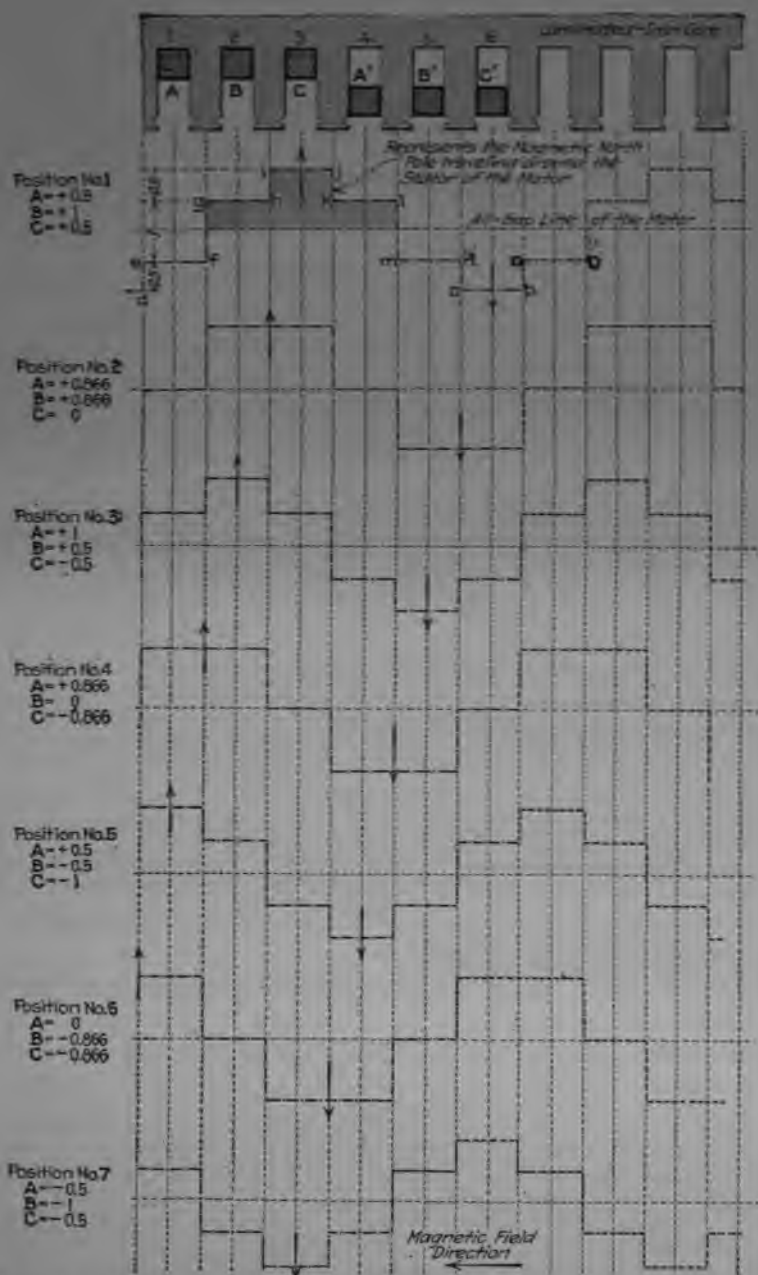 Laminated-Iron Core
1 2 3 4 5 6
A B C A' B' C'
Represents the Magnetic North
Pole traveling around the
Stator of the Motor
Position No.1
A=+0.5
B=+1
C=+0.5
Air-Gap Line of the Motor
Position No.2
A=+0.866
B=+0.866
C= 0
Position No.3
A=+1
B=+0.5
C=-0.5
Position No.4
A=+0.866
B= 0
C=-0.866
Position No.5
A=+0.5
B=-0.5
C=-1
Position No.6
A= 0
B=-0.866
C=-0.866
Position No.7
A=-0.5
B=-1
C=-0.5
Magnetic Field
Direction